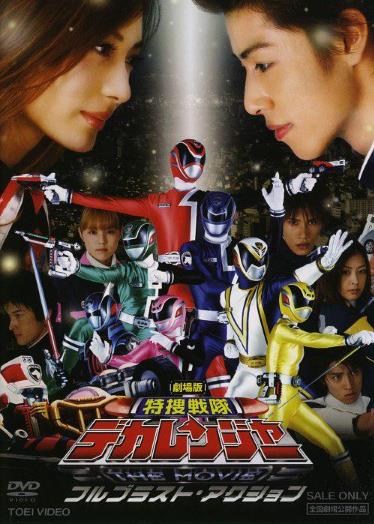 劇場版
特捜戦隊
デカレンジャー
THE MOVIE
フルブラスト・アクション
DVD
VIDEO
TOEI VIDEO
SALE ONLY
全国劇場公開作品